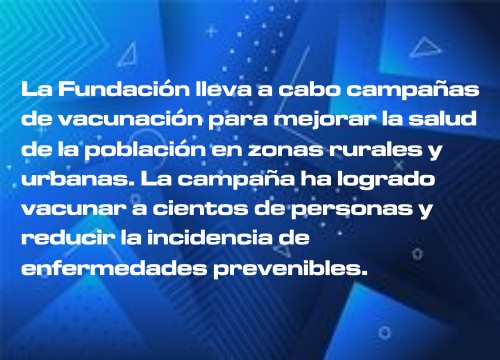 La Fundación lleva a cabo campañas
de vacunación para mejorar la salud
de la población en zonas rurales y
urbanas. La campaña ha logrado
vacunar a cientos de personas y
reducir la incidencia de
enfermedades prevenibles.